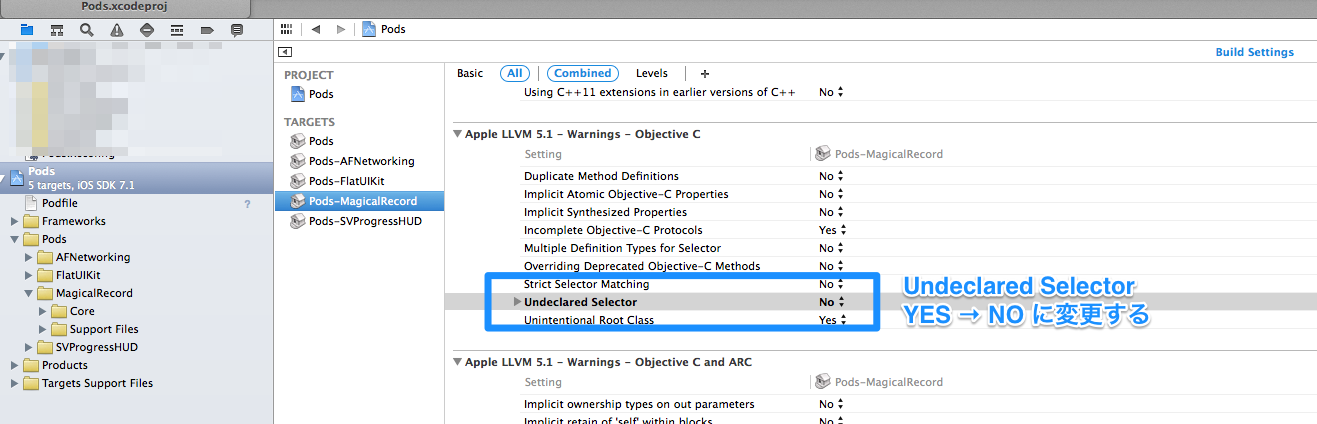 Pods.xcodeproj
Pods
Build Settings
Pods
5 targets, iOS SDK 7.1
Podfile
?
Frameworks
Pods
AFNetworking
FlatUIKit
MagicalRecord
Core
Support Files
SVProgressHUD
Products
Targets Support Files
PROJECT
Pods
TARGETS
Pods
Pods-AFNetworking
Pods-FlatUIKit
Pods-MagicalRecord
Pods-SVProgressHUD
Basic All Combined Levels +
Using C++11 extensions in earlier versions of C++ No
Apple LLVM 5.1 - Warnings - Objective C
Setting Pods-MagicalRecord
Duplicate Method Definitions No
Implicit Atomic Objective-C Properties No
Implicit Synthesized Properties No
Incomplete Objective-C Protocols Yes
Multiple Definition Types for Selector No
Overriding Deprecated Objective-C Methods No
Strict Selector Matching No
Undeclared Selector No
Unintentional Root Class Yes
Undeclared Selector
YES → NO に変更する
Apple LLVM 5.1 - Warnings - Objective C and ARC
Setting Pods-MagicalRecord
Implicit ownership types on out parameters No
Implicit retain of 'self' within blocks No